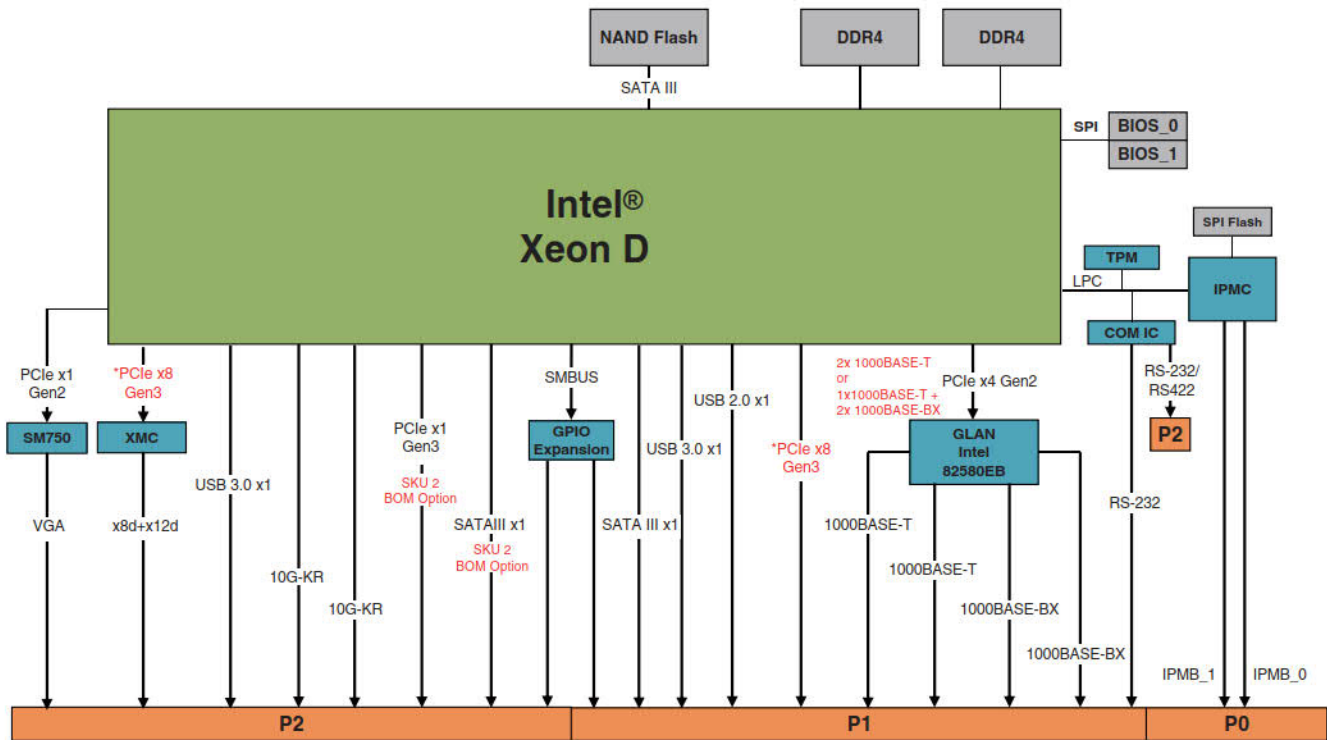 NAND Flash
DDR4
DDR4
SATA III
SPI
BIOS_0
BIOS_1
Intel®
Xeon D
SPI Flash
TPM
LPC
IPMC
COM IC
PCIe x1
Gen2
*PCIe x8
Gen3
SMBUS
2x 1000BASE-T
or
1x1000BASE-T +
2x 1000BASE-BX
PCIe x4 Gen2
RS-232/
RS422
USB 2.0 x1
SM750
XMC
PCIe x1
Gen3
GPIO
Expansion
GLAN
Intel
82580EB
P2
USB 3.0 x1
SKU 2
BOM Option
USB 3.0 x1
*PCIe x8
Gen3
RS-232
VGA
x8d+x12d
SATAIII x1
SKU 2
BOM Option
SATA III x1
1000BASE-T
10G-KR
1000BASE-T
10G-KR
1000BASE-BX
1000BASE-BX
IPMB_1
IPMB_0
P2
P1
P0